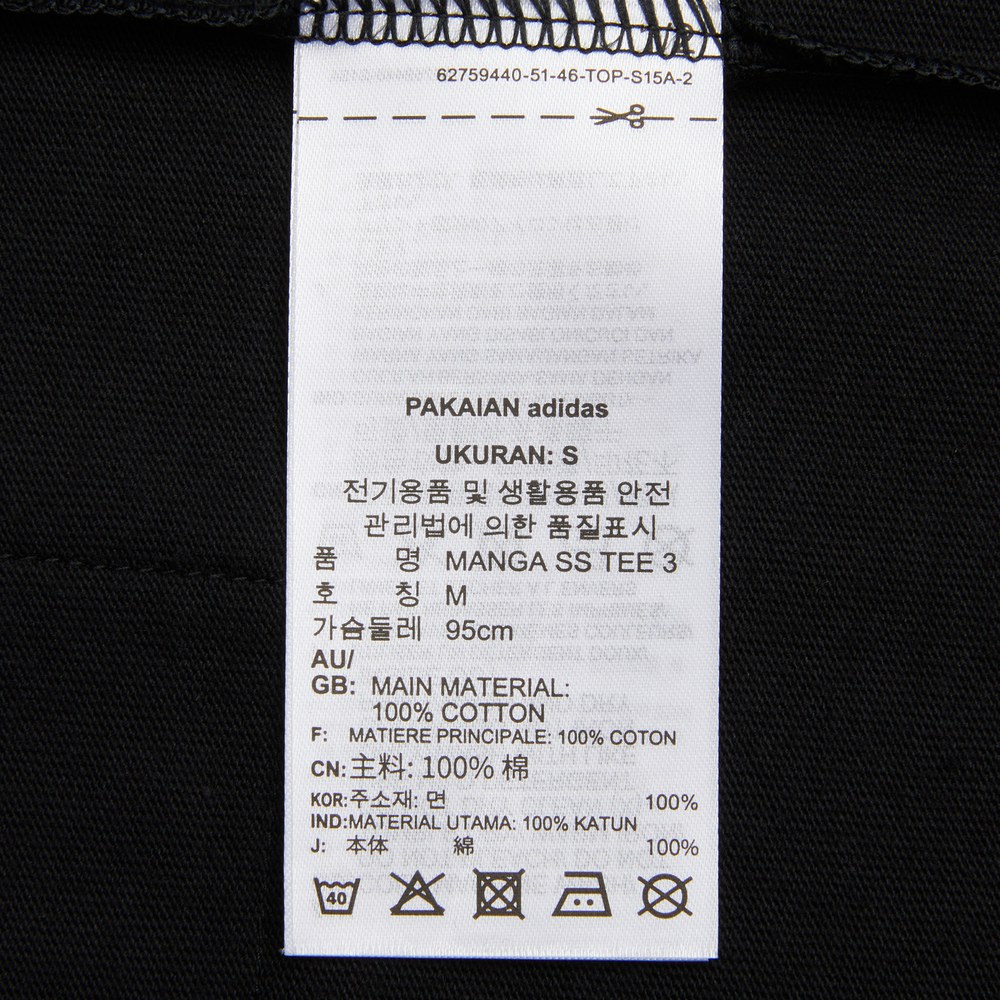 62759440-51-46-TOP-S15A-2
PAKAIAN adidas
UKURAN: S
전기용품 및 생활용품 안전
관리법에 의한 품질표시
품 명 MANGA SS TEE 3
호 칭 M
가슴둘레 95cm
AU/
GB: MAIN MATERIAL:
100% COTTON
F: MATIERE PRINCIPALE: 100% COTON
CN: 主料: 100% 棉
KOR:주소재: 면 100%
IND:MATERIAL UTAMA: 100% KATUN
J: 本体 綿 100%
40